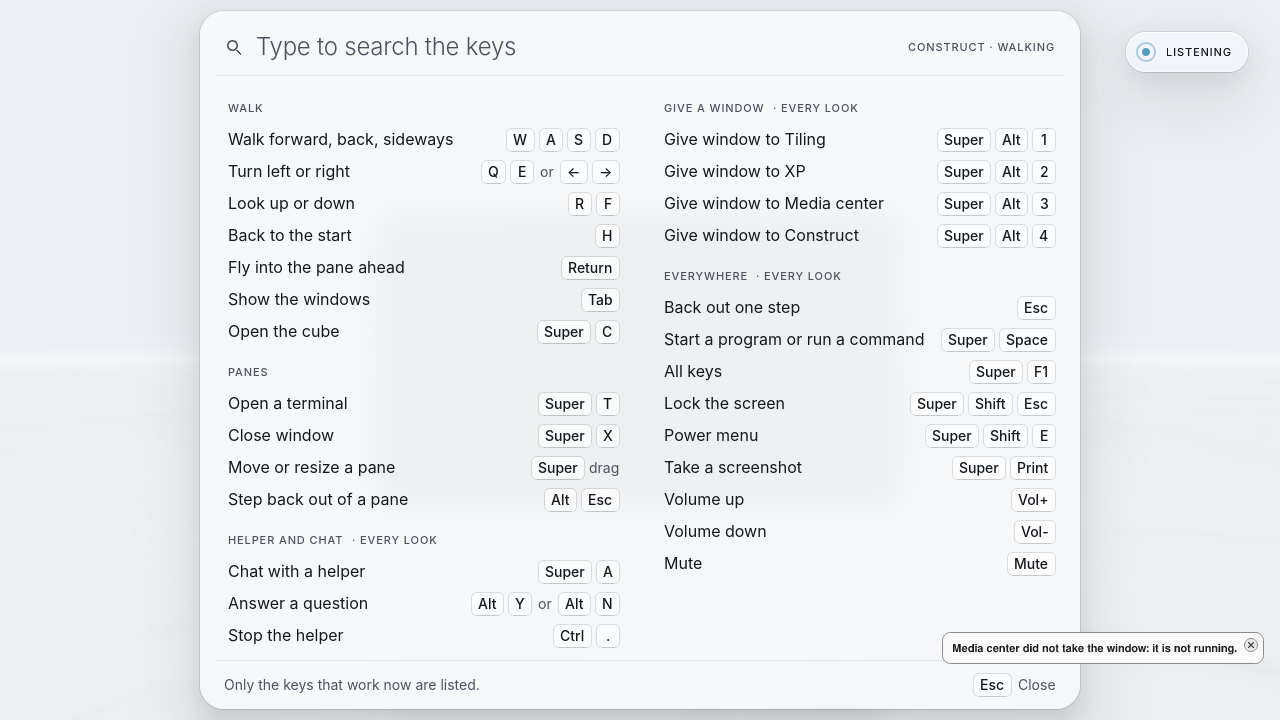 Type to search the keys
CONSTRUCT · WALKING
LISTENING
WALK
Walk forward, back, sideways W A S D
Turn left or right Q E or ← →
Look up or down R F
Back to the start H
Fly into the pane ahead Return
Show the windows Tab
Open the cube Super C
PANES
Open a terminal Super T
Close window Super X
Move or resize a pane Super drag
Step back out of a pane Alt Esc
HELPER AND CHAT · EVERY LOOK
Chat with a helper Super A
Answer a question Alt Y or Alt N
Stop the helper Ctrl .
GIVE A WINDOW · EVERY LOOK
Give window to Tiling Super Alt 1
Give window to XP Super Alt 2
Give window to Media center Super Alt 3
Give window to Construct Super Alt 4
EVERYWHERE · EVERY LOOK
Back out one step Esc
Start a program or run a command Super Space
All keys Super F1
Lock the screen Super Shift Esc
Power menu Super Shift E
Take a screenshot Super Print
Volume up Vol+
Volume down Vol-
Mute Mute
Media center did not take the window: it is not running.
Only the keys that work now are listed.
Esc Close